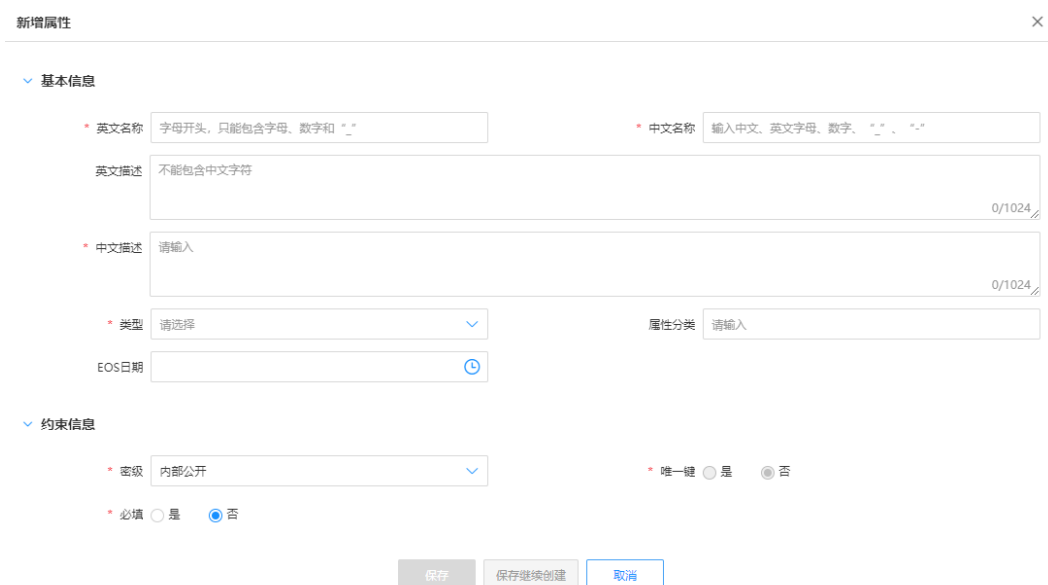 新增属性
基本信息
* 英文名称 字母开头，只能包含字母、数字和 “_” * 中文名称 输入中文、英文字母、数字、 “_” 、 “-”
英文描述 不能包含中文字符
0/1024
* 中文描述 请输入
0/1024
* 类型 请选择 属性分类 请输入
EOS日期
约束信息
* 密级 内部公开 * 唯一键 是 否
* 必填 是 否
保存 保存继续创建 取消